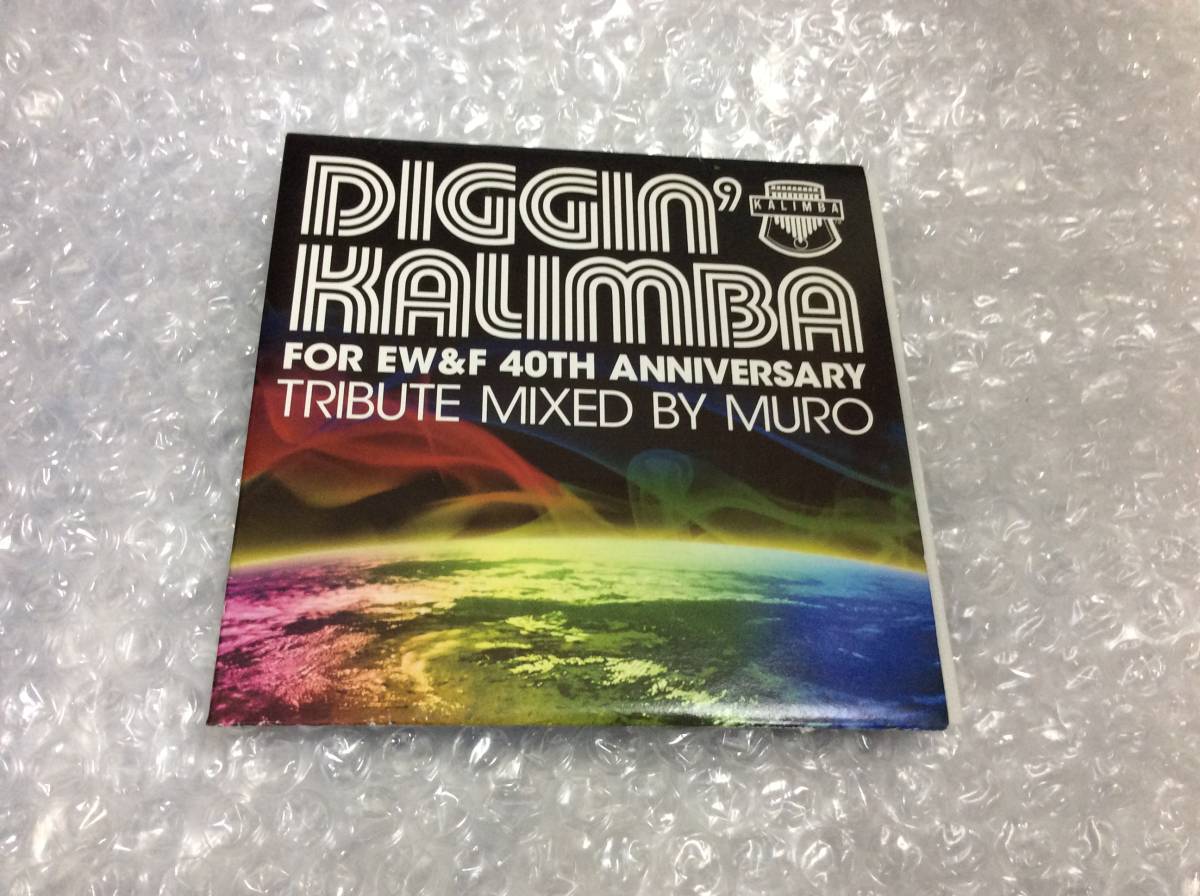 DIGGIN'
KALIMBA
KALIMBA
FOR EW&F 40TH ANNIVERSARY
TRIBUTE MIXED BY MURO